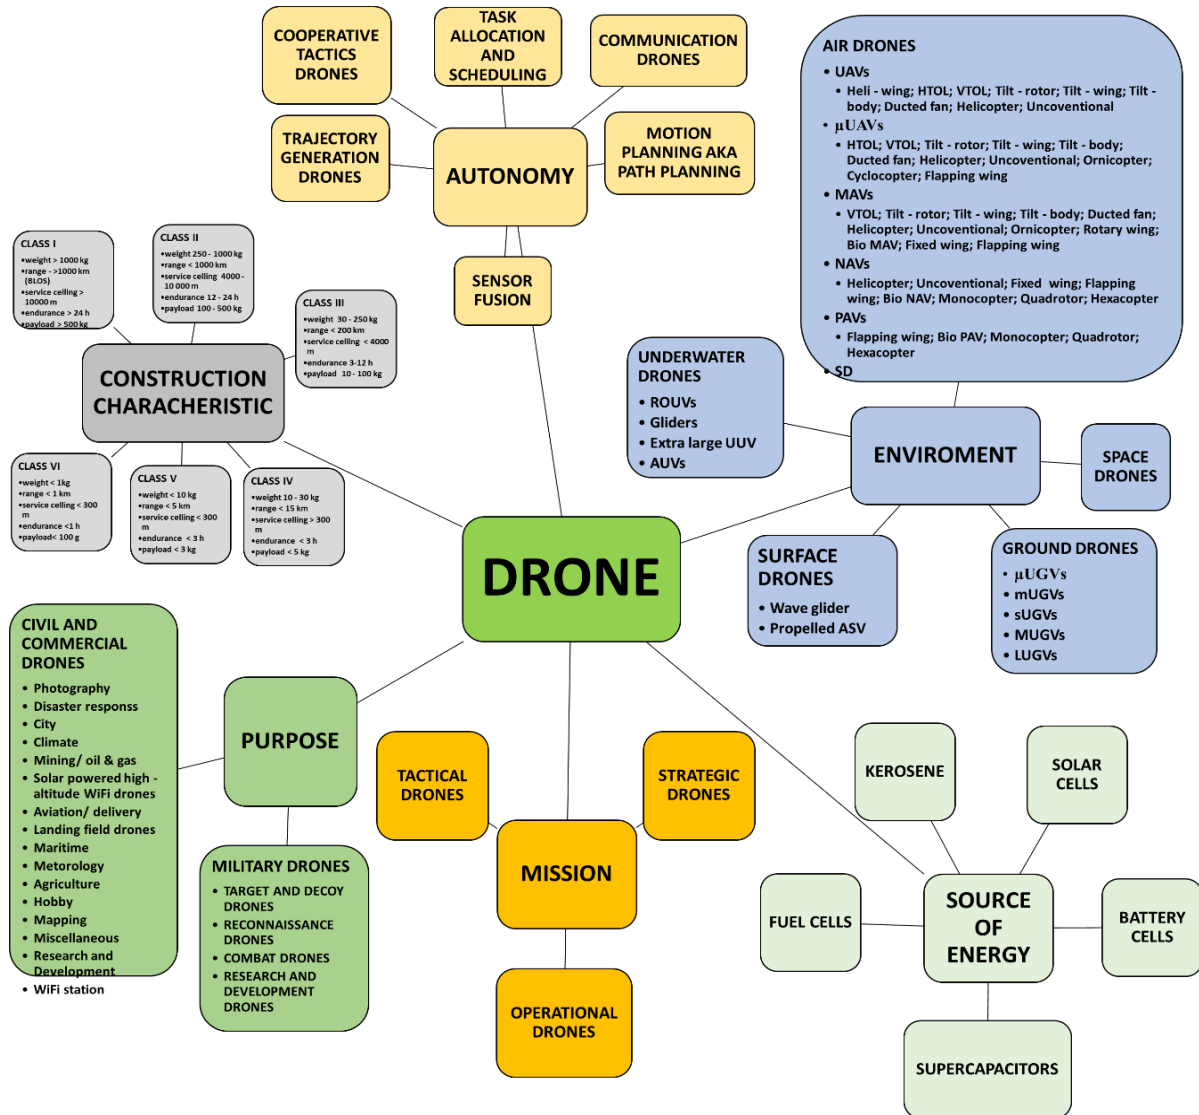 COOPERATIVE
TACTICS
DRONES
TASK
ALLOCATION
AND
SCHEDULING
COMMUNICATION
DRONES
TRAJECTORY
GENERATION
DRONES
AUTONOMY
MOTION
PLANNING AKA
PATH PLANNING
SENSOR
FUSION
AIR DRONES
• UAVs
• Heli - wing; HTOL; VTOL; Tilt - rotor; Tilt - wing; Tilt -
body; Ducted fan; Helicopter; Uncoventional
• µUAVs
• HTOL; VTOL; Tilt - rotor; Tilt - wing; Tilt - body;
Ducted fan; Helicopter; Uncoventional; Ornicopter;
Cyclocopter; Flapping wing
• MAVs
• VTOL; Tilt - rotor; Tilt - wing; Tilt - body; Ducted fan;
Helicopter; Uncoventional; Ornicopter; Rotary wing;
Bio MAV; Fixed wing; Flapping wing
• NAVs
• Helicopter; Uncoventional; Fixed wing; Flapping
wing; Bio NAV; Monocopter; Quadrotor; Hexacopter
• PAVs
• Flapping wing; Bio PAV; Monocopter; Quadrotor;
Hexacopter
• SD
CLASS I
•weight > 1000 kg
•range - >1000 km
(BLOS)
•service celling >
10000 m
•endurance > 24 h
•payload > 500 kg
CLASS II
•weight 250 - 1000 kg
•range < 1000 km
•service celling 4000 -
10 000 m
•endurance 12 - 24 h
•payload 100 - 500 kg
CLASS III
•weight 30 - 250 kg
•range < 200 km
•service celling < 4000
m
•endurance 3-12 h
•payload 10 - 100 kg
CONSTRUCTION
CHARACHERISTIC
CLASS VI
•weight < 1kg
•range < 1 km
•service celling < 300
m
•endurance <1 h
•payload< 100 g
CLASS V
•weight < 10 kg
•range < 5 km
•service celling < 300
m
•endurance < 3 h
•payload < 3 kg
CLASS IV
•weight 10 - 30 kg
•range < 15 km
•service celling > 300
m
•endurance < 3 h
•payload < 5 kg
UNDERWATER
DRONES
• ROUVs
• Gliders
• Extra large UUV
• AUVs
ENVIROMENT
SPACE
DRONES
SURFACE
DRONES
• Wave glider
• Propelled ASV
GROUND DRONES
• µUGVs
• mUGVs
• sUGVs
• MUGVs
• LUGVs
DRONE
CIVIL AND
COMMERCIAL
DRONES
• Photography
• Disaster responss
• City
• Climate
• Mining/ oil & gas
• Solar powered high -
altitude WiFi drones
• Aviation/ delivery
• Landing field drones
• Maritime
• Metorology
• Agriculture
• Hobby
• Mapping
• Miscellaneous
• Research and
Development
• WiFi station
PURPOSE
MILITARY DRONES
• TARGET AND DECOY
DRONES
• RECONNAISSANCE
DRONES
• COMBAT DRONES
• RESEARCH AND
DEVELOPMENT
DRONES
TACTICAL
DRONES
STRATEGIC
DRONES
MISSION
OPERATIONAL
DRONES
KEROSENE
SOLAR
CELLS
FUEL CELLS
SOURCE
OF
ENERGY
BATTERY
CELLS
SUPERCAPACITORS